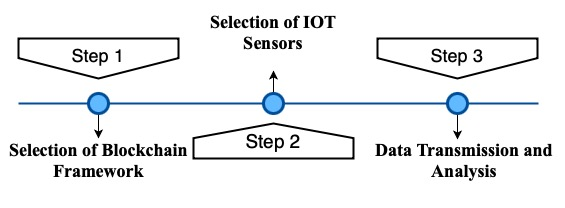 Step 1
Selection of Blockchain
Framework
Selection of IOT
Sensors
Step 2
Step 3
Data Transmission and
Analysis